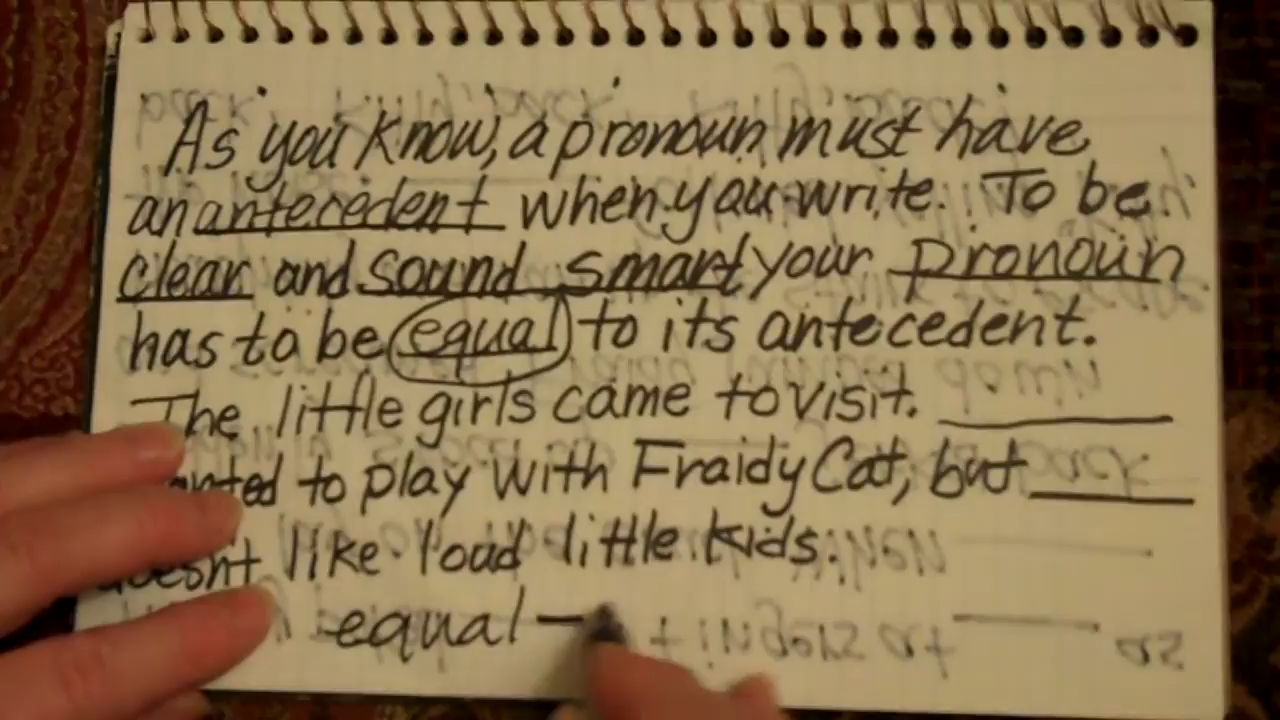 As you know, a pronoun must have
an antecedent when you write. To be
clear and sound smart your pronoun
has to be equal to its antecedent.
The little girls came to visit. ______
to play with Fraidy Cat, but ______
like loud little kids.
equal —